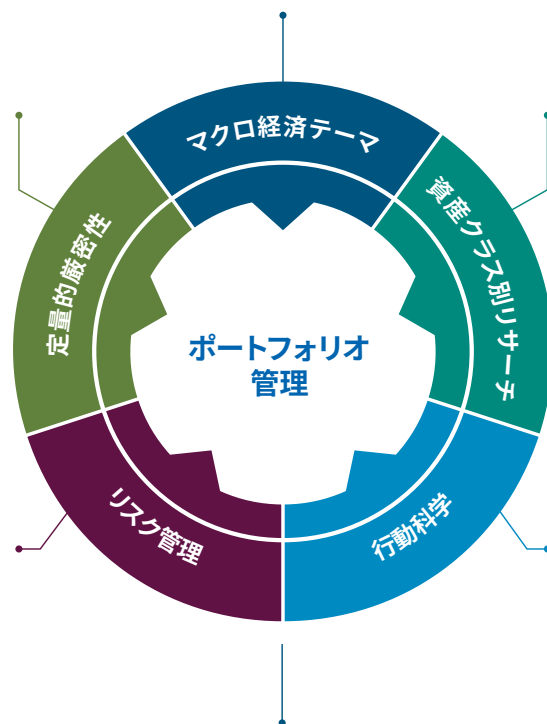 マクロ経済テーマ
資産クラス別リサーチ
行動科学
リスク管理
定量的厳密性
ポートフォリオ
管理